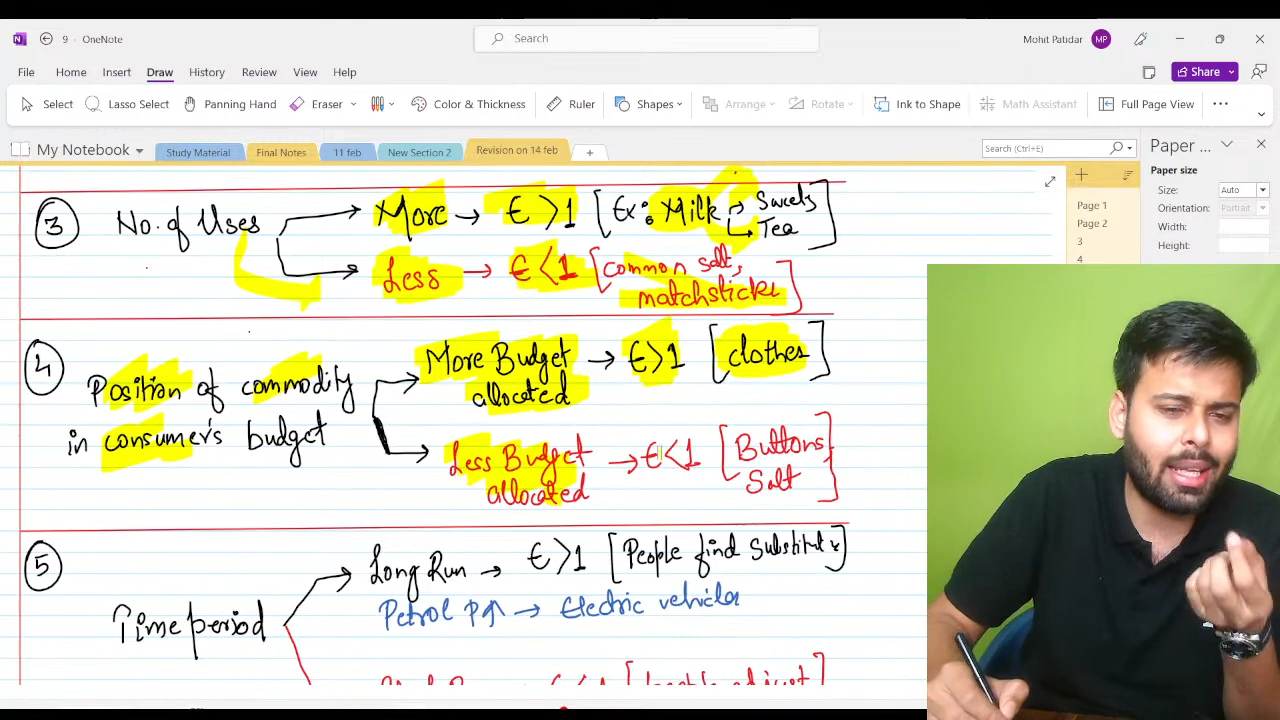 9 - OneNote
Search
Mohit Patidar MP
File Home Insert Draw History Review View Help
Share
Select Lasso Select Panning Hand Eraser Color & Thickness Ruler Shapes Arrange Rotate Ink to Shape Math Assistant Full Page View
My Notebook Study Material Final Notes 11 feb New Section 2 Revision on 14 feb
Search (Ctrl+E)
Paper ...
Paper size
Size: Auto
Orientation: Portrait
Width:
Height:
Page 1
Page 2
3
4
3 No. of Uses
More → E >1 [Ex: Milk → Sweets
→ Tea]
Less → E <1 [common salt,
matchsticks]
4 Position of commodity
in consumer's budget
More Budget → E>1 [clothes]
allocated
Less Budget → E<1 [Buttons,
allocated Salt]
5 Time period
Long Run → E >1 [People find Substitutes]
Petrol P↑ → Electric vehicles